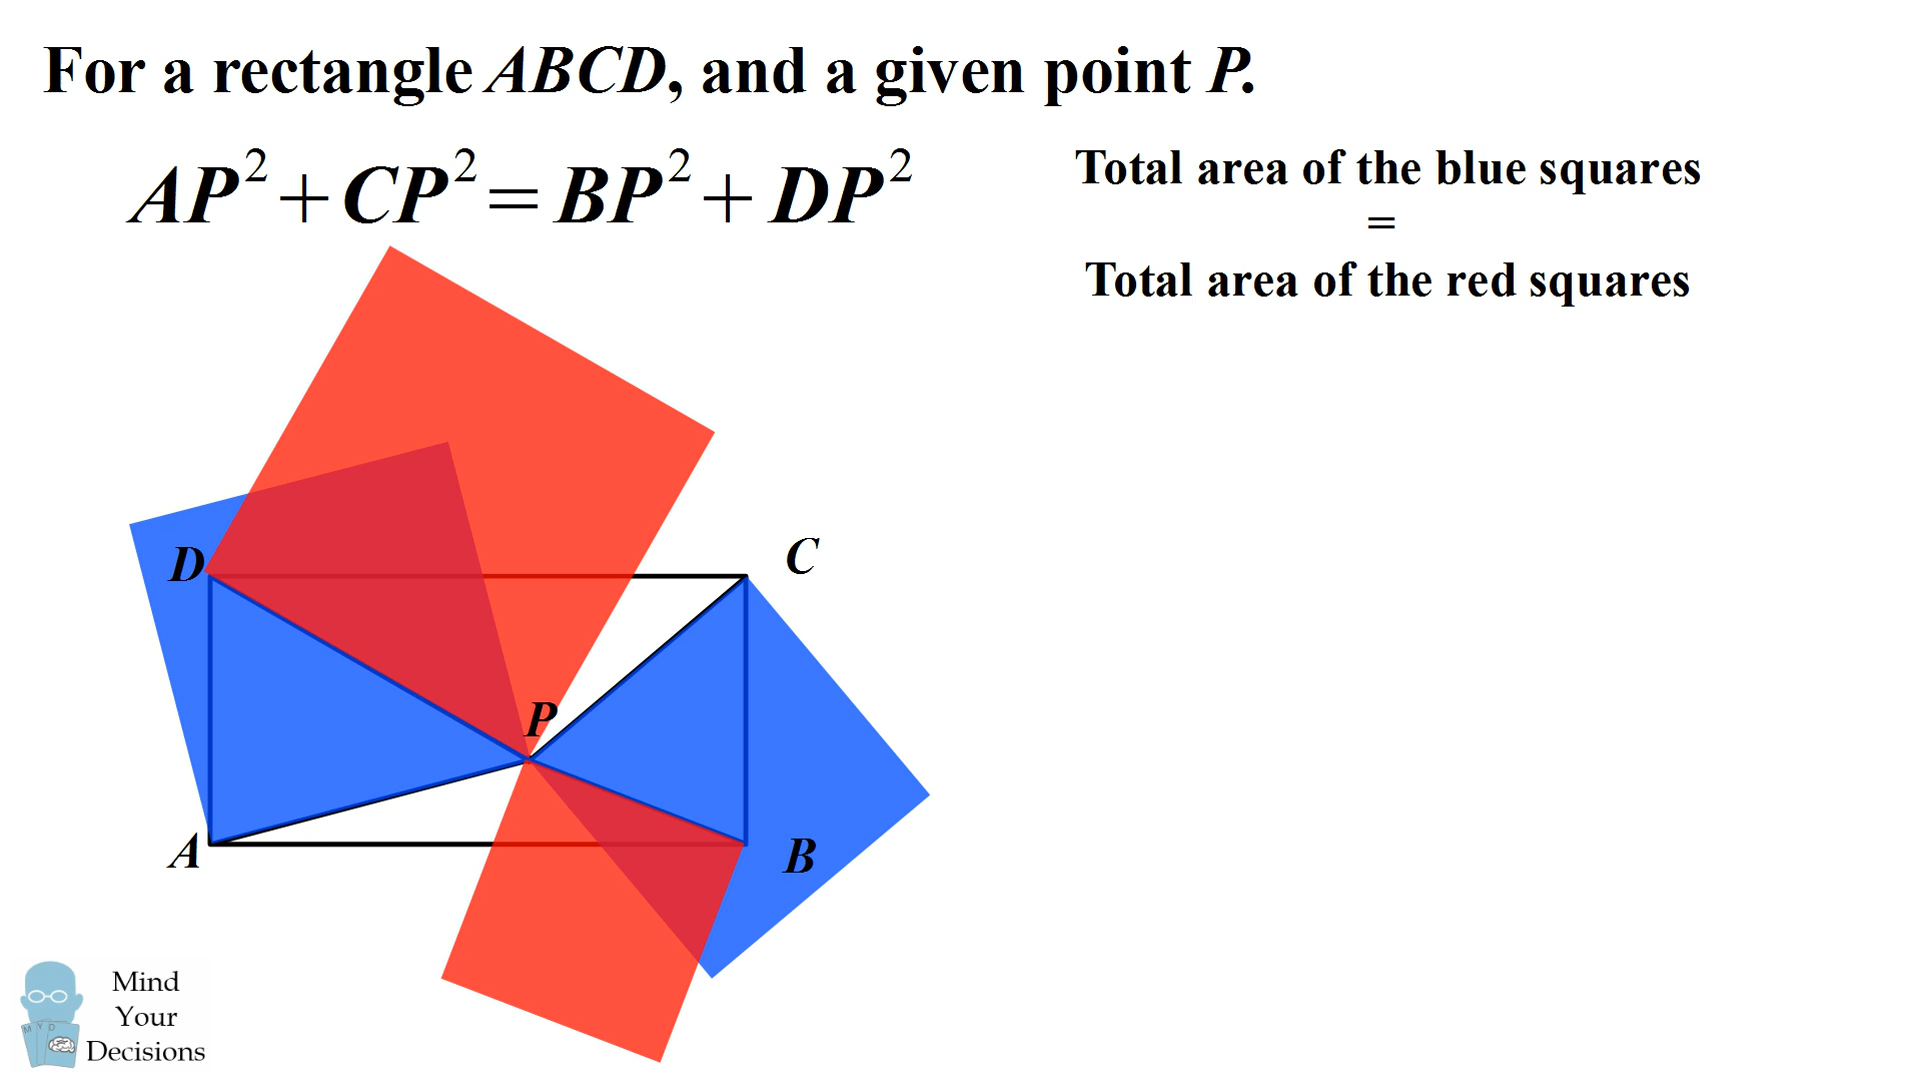 For a rectangle ABCD, and a given point P.
AP² + CP² = BP² + DP²
Total area of the blue squares
=
Total area of the red squares
D
C
P
A
B
M Y D
Mind
Your
Decisions